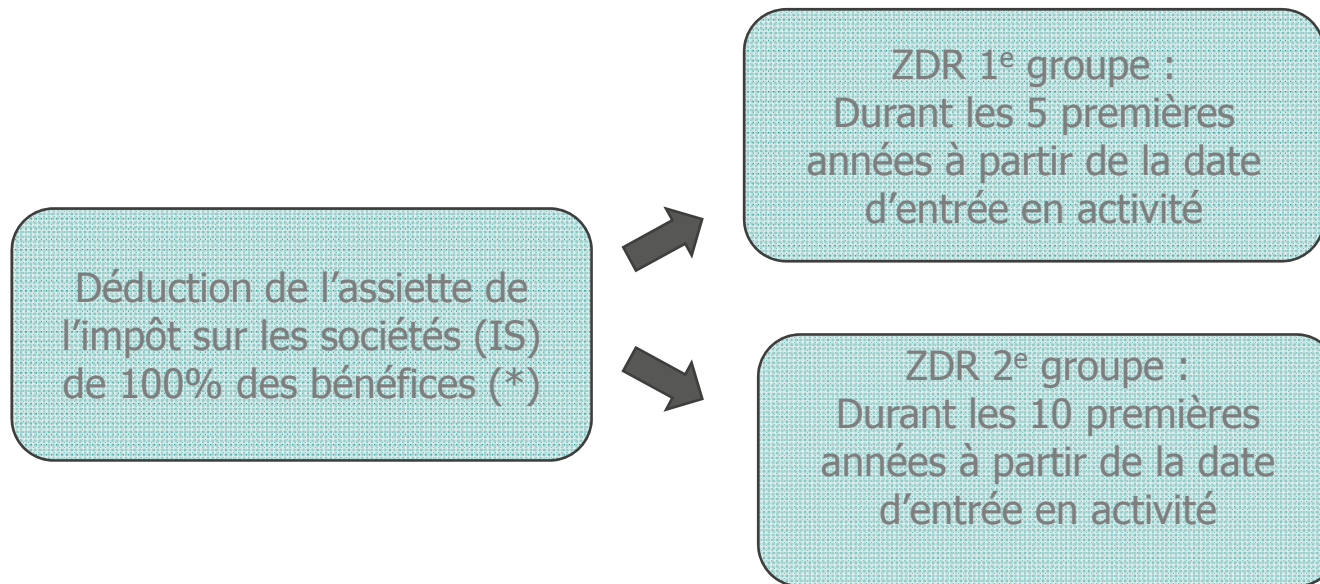 Déduction de l’assiette de
l’impôt sur les sociétés (IS)
de 100% des bénéfices (*)
ZDR 1e groupe :
Durant les 5 premières
années à partir de la date
d’entrée en activité
ZDR 2e groupe :
Durant les 10 premières
années à partir de la date
d’entrée en activité